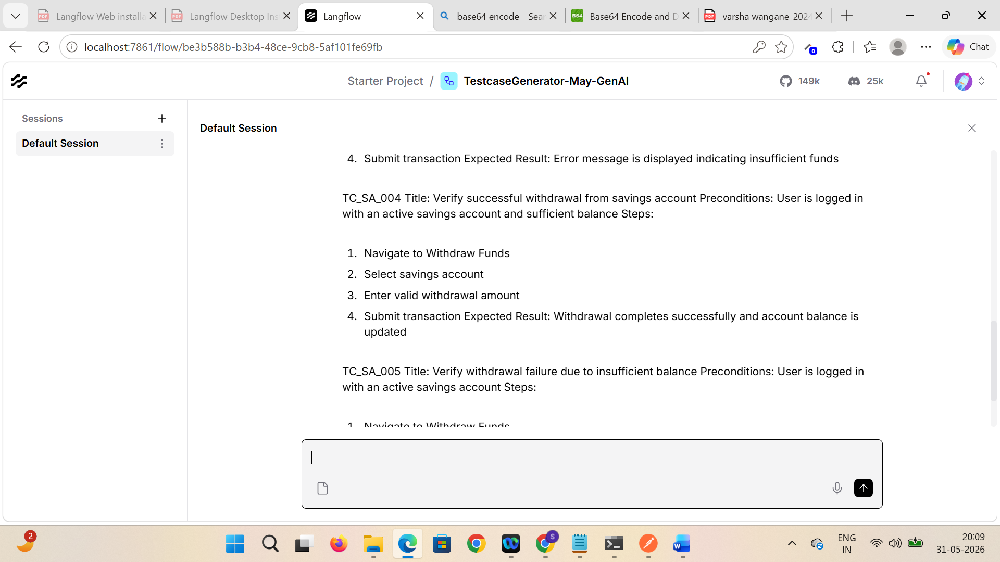 Langflow Web installa
Langflow Desktop Ins
Langflow
base64 encode - Sear
B64
Base64 Encode and D
PDF
varsha wangane_2024
localhost:7861/flow/be3b588b-b3b4-48ce-9cb8-5af101fe69fb
0
Chat
Starter Project / TestcaseGenerator-May-GenAI
149k
25k
Sessions
Default Session
Default Session
4. Submit transaction Expected Result: Error message is displayed indicating insufficient funds
TC_SA_004 Title: Verify successful withdrawal from savings account Preconditions: User is logged in
with an active savings account and sufficient balance Steps:
1. Navigate to Withdraw Funds
2. Select savings account
3. Enter valid withdrawal amount
4. Submit transaction Expected Result: Withdrawal completes successfully and account balance is
updated
TC_SA_005 Title: Verify withdrawal failure due to insufficient balance Preconditions: User is logged in
with an active savings account Steps:
1. Navigate to Withdraw Funds
2
S
W
ENG
IN
20:09
31-05-2026